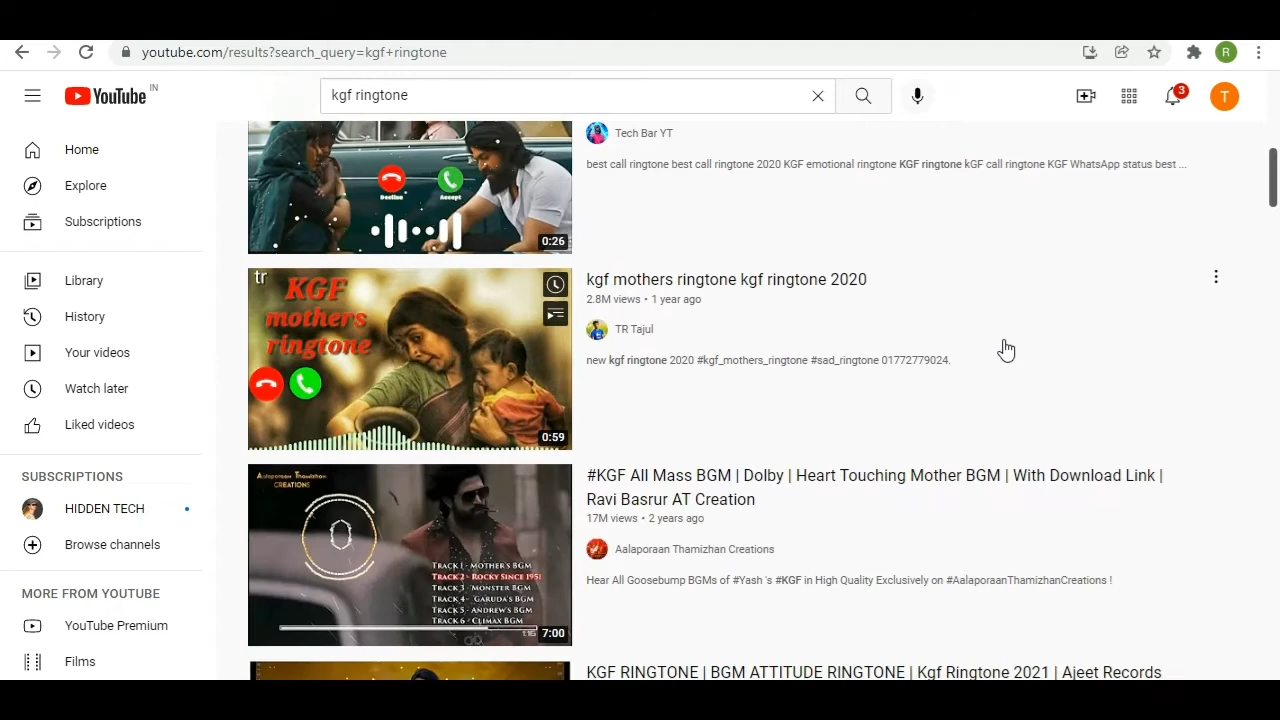 youtube.com/results?search_query=kgf+ringtone
R
YouTube IN
kgf ringtone
3
T
Home
Explore
Subscriptions
Library
History
Your videos
Watch later
Liked videos
SUBSCRIPTIONS
HIDDEN TECH
Browse channels
MORE FROM YOUTUBE
YouTube Premium
Films
Decline
Accept
0:26
Tech Bar YT
best call ringtone best call ringtone 2020 KGF emotional ringtone KGF ringtone kGF call ringtone KGF WhatsApp status best ...
tr
KGF
mothers
ringtone
0:59
kgf mothers ringtone kgf ringtone 2020
2.8M views • 1 year ago
TR Tajul
new kgf ringtone 2020 #kgf_mothers_ringtone #sad_ringtone 01772779024.
Aalaporaan Thamizhan
CREATIONS
TRACK 1 - MOTHER'S BGM
TRACK 2 - ROCKY SINCE 1951
TRACK 3 - MONSTER BGM
TRACK 4 - GARUDA'S BGM
TRACK 5 - ANDREW'S BGM
TRACK 6 - CLIMAX BGM
7:00
#KGF All Mass BGM | Dolby | Heart Touching Mother BGM | With Download Link |
Ravi Basrur AT Creation
17M views • 2 years ago
Aalaporaan Thamizhan Creations
Hear All Goosebump BGMs of #Yash 's #KGF in High Quality Exclusively on #AalaporaanThamizhanCreations !
KGF RINGTONE | BGM ATTITUDE RINGTONE | Kgf Ringtone 2021 | Ajeet Records